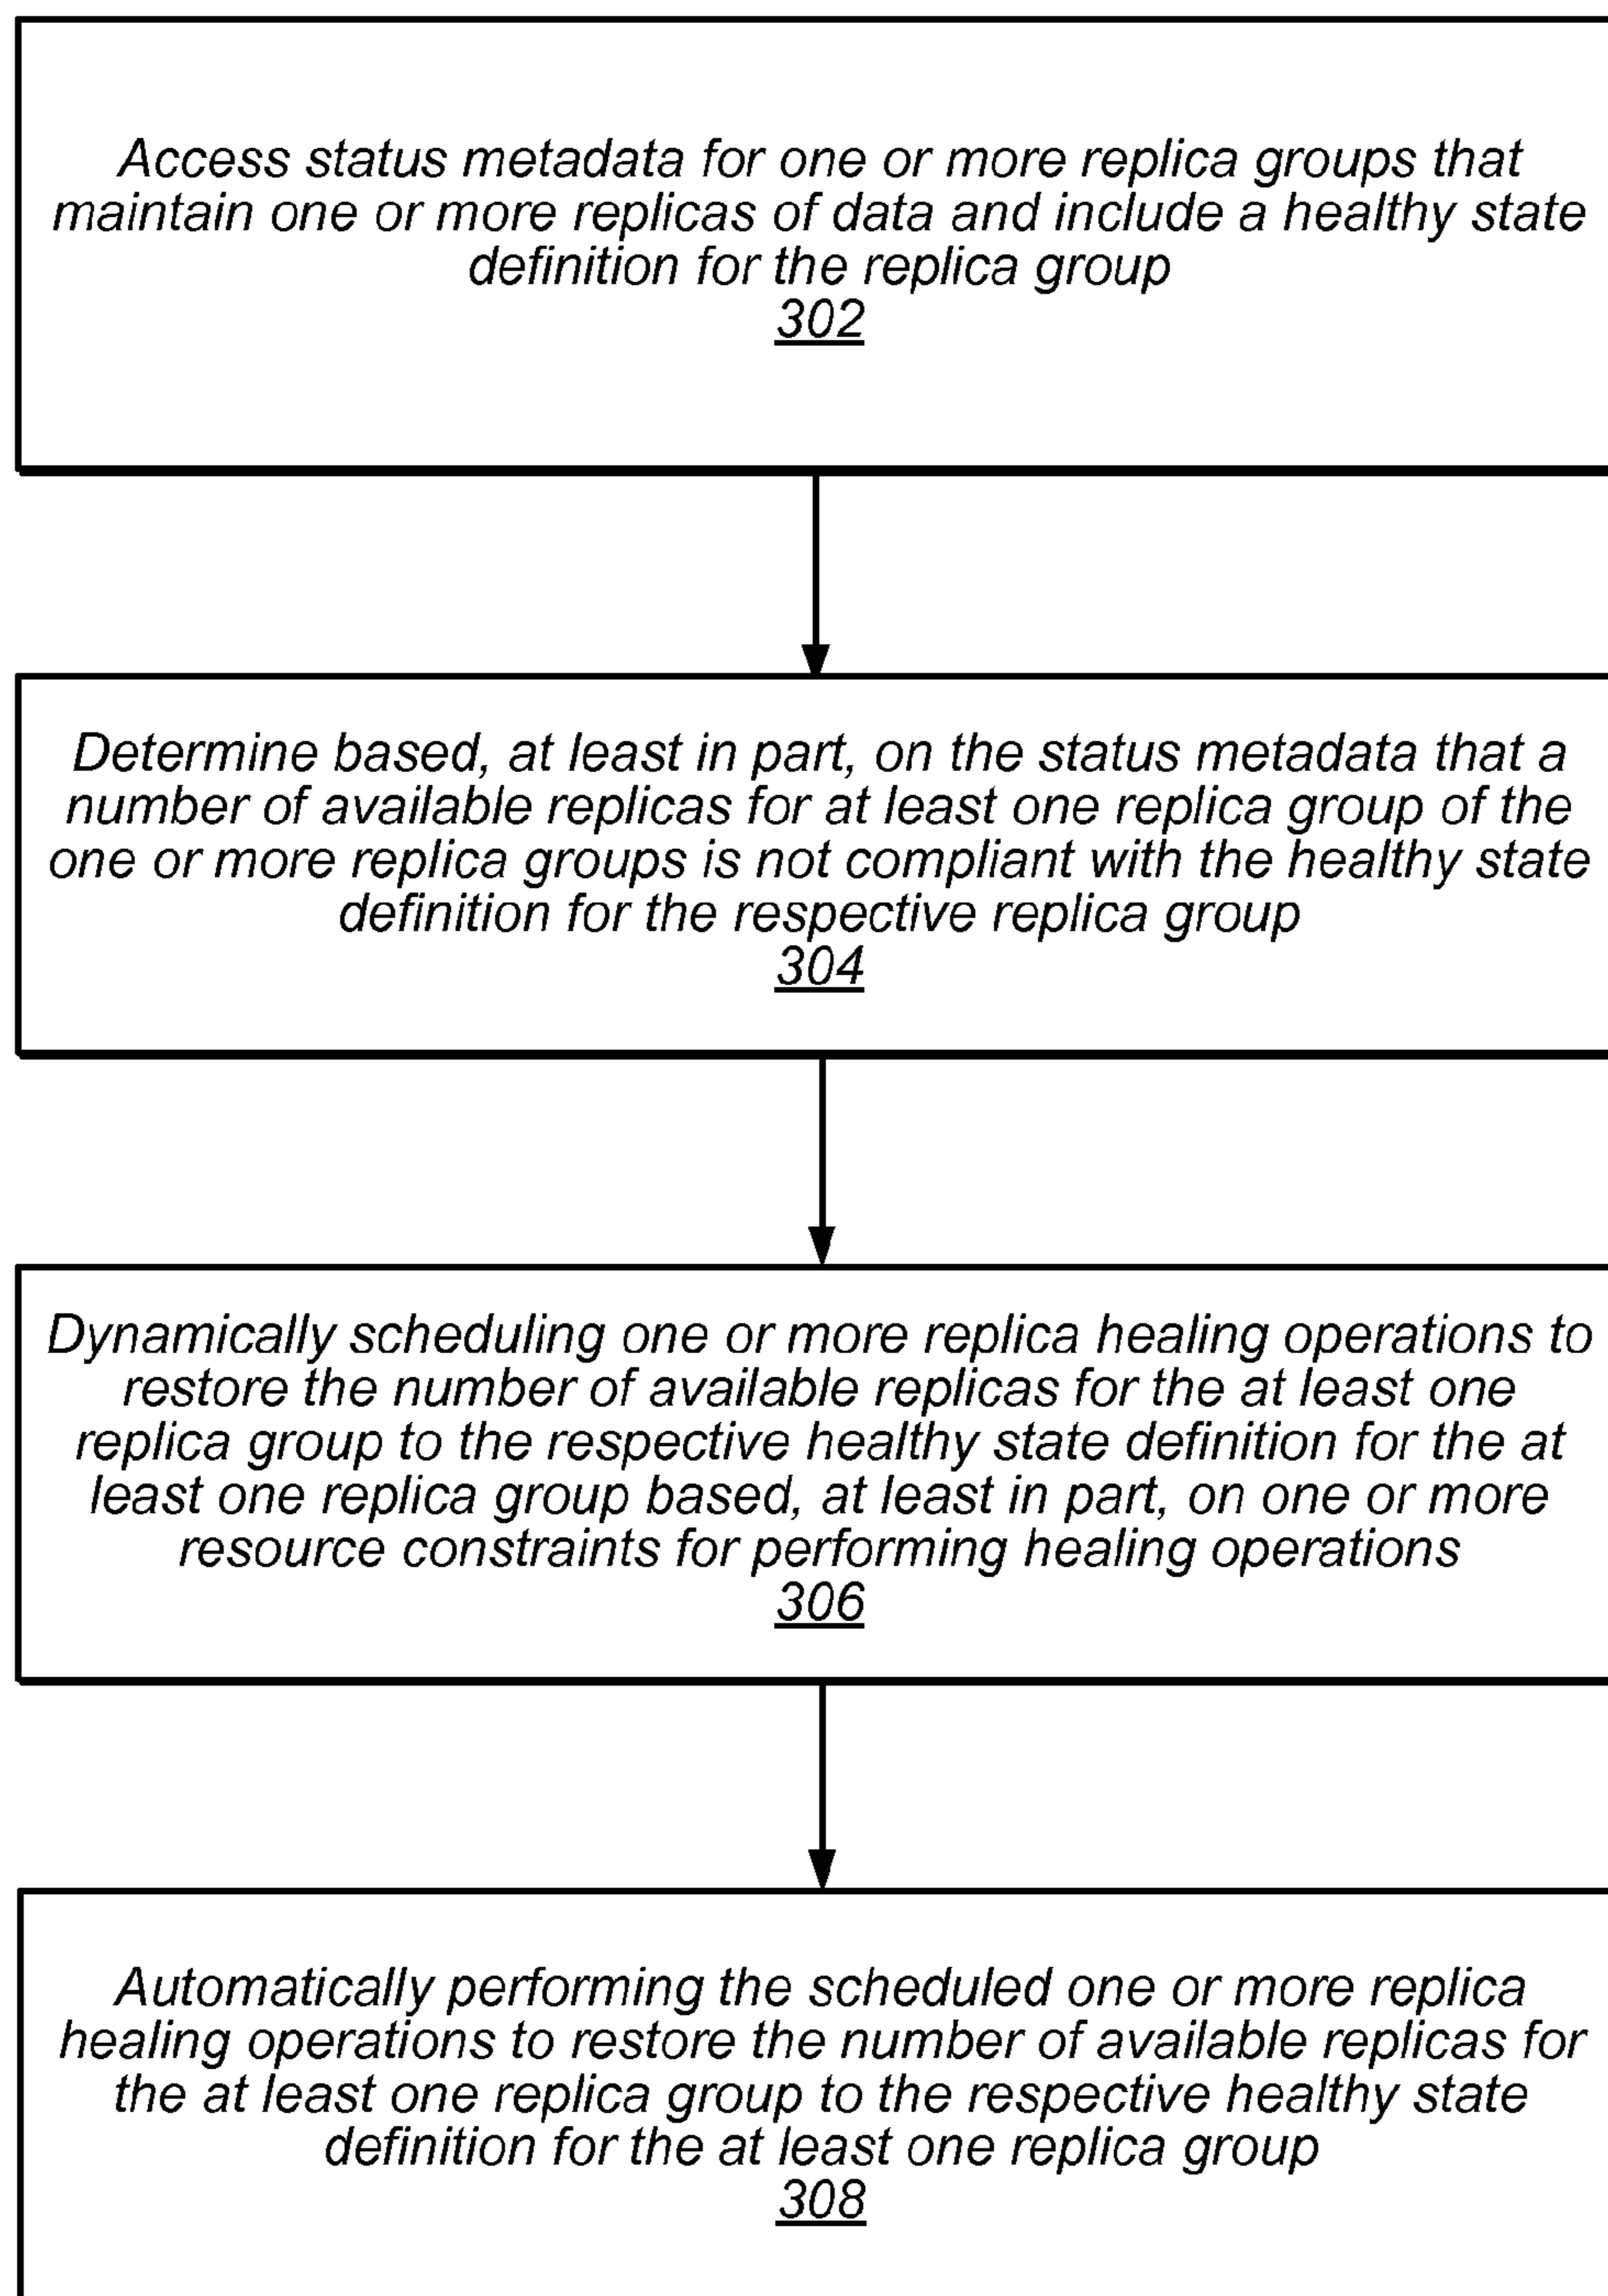 Access status metadata for one or more replica groups that
maintain one or more replicas of data and include a healthy state
definition for the replica group
302
Determine based, at least in part, on the status metadata that a
number of available replicas for at least one replica group of the
one or more replica groups is not compliant with the healthy state
definition for the respective replica group
304
Dynamically scheduling one or more replica healing operations to
restore the number of available replicas for the at least one
replica group to the respective healthy state definition for the at
least one replica group based, at least in part, on one or more
resource constraints for performing healing operations
306
Automatically performing the scheduled one or more replica
healing operations to restore the number of available replicas for
the at least one replica group to the respective healthy state
definition for the at least one replica group
308